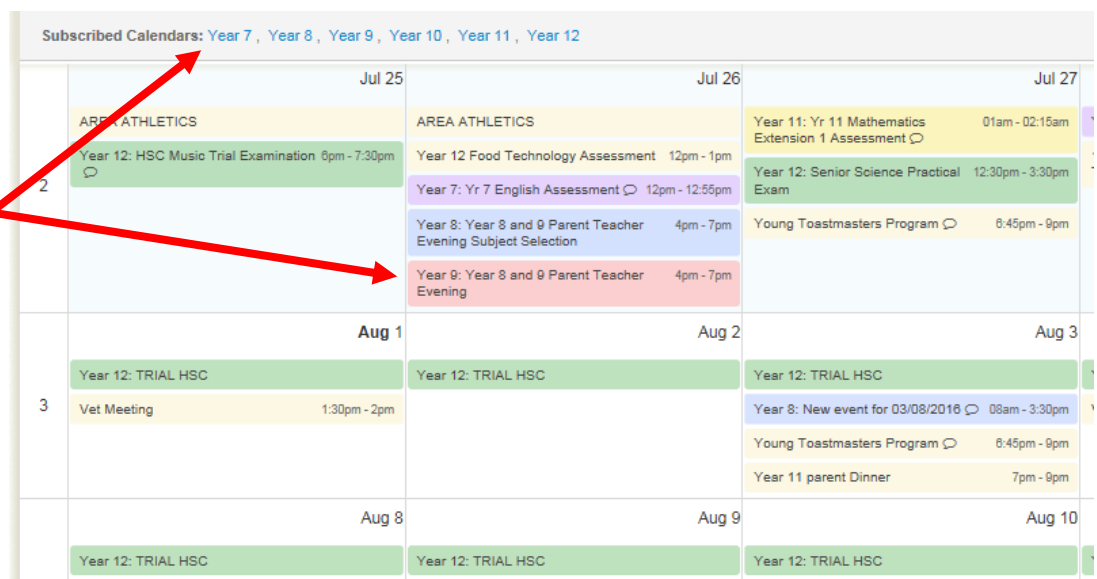 Subscribed Calendars: Year 7 , Year 8 , Year 9 , Year 10 , Year 11 , Year 12
Jul 25
Jul 26
Jul 27
2
AREA ATHLETICS
Year 12: HSC Music Trial Examination 6pm - 7:30pm
AREA ATHLETICS
Year 12 Food Technology Assessment 12pm - 1pm
Year 7: Yr 7 English Assessment 12pm - 12:55pm
Year 8: Year 8 and 9 Parent Teacher 4pm - 7pm
Evening Subject Selection
Year 9: Year 8 and 9 Parent Teacher 4pm - 7pm
Evening
Year 11: Yr 11 Mathematics 01am - 02:15am
Extension 1 Assessment
Year 12: Senior Science Practical 12:30pm - 3:30pm
Exam
Young Toastmasters Program 6:45pm - 9pm
Aug 1
Aug 2
Aug 3
3
Year 12: TRIAL HSC
Vet Meeting 1:30pm - 2pm
Year 12: TRIAL HSC
Year 12: TRIAL HSC
Year 8: New event for 03/08/2016 08am - 3:30pm
Young Toastmasters Program 6:45pm - 9pm
Year 11 parent Dinner 7pm - 9pm
Aug 8
Aug 9
Aug 10
Year 12: TRIAL HSC
Year 12: TRIAL HSC
Year 12: TRIAL HSC